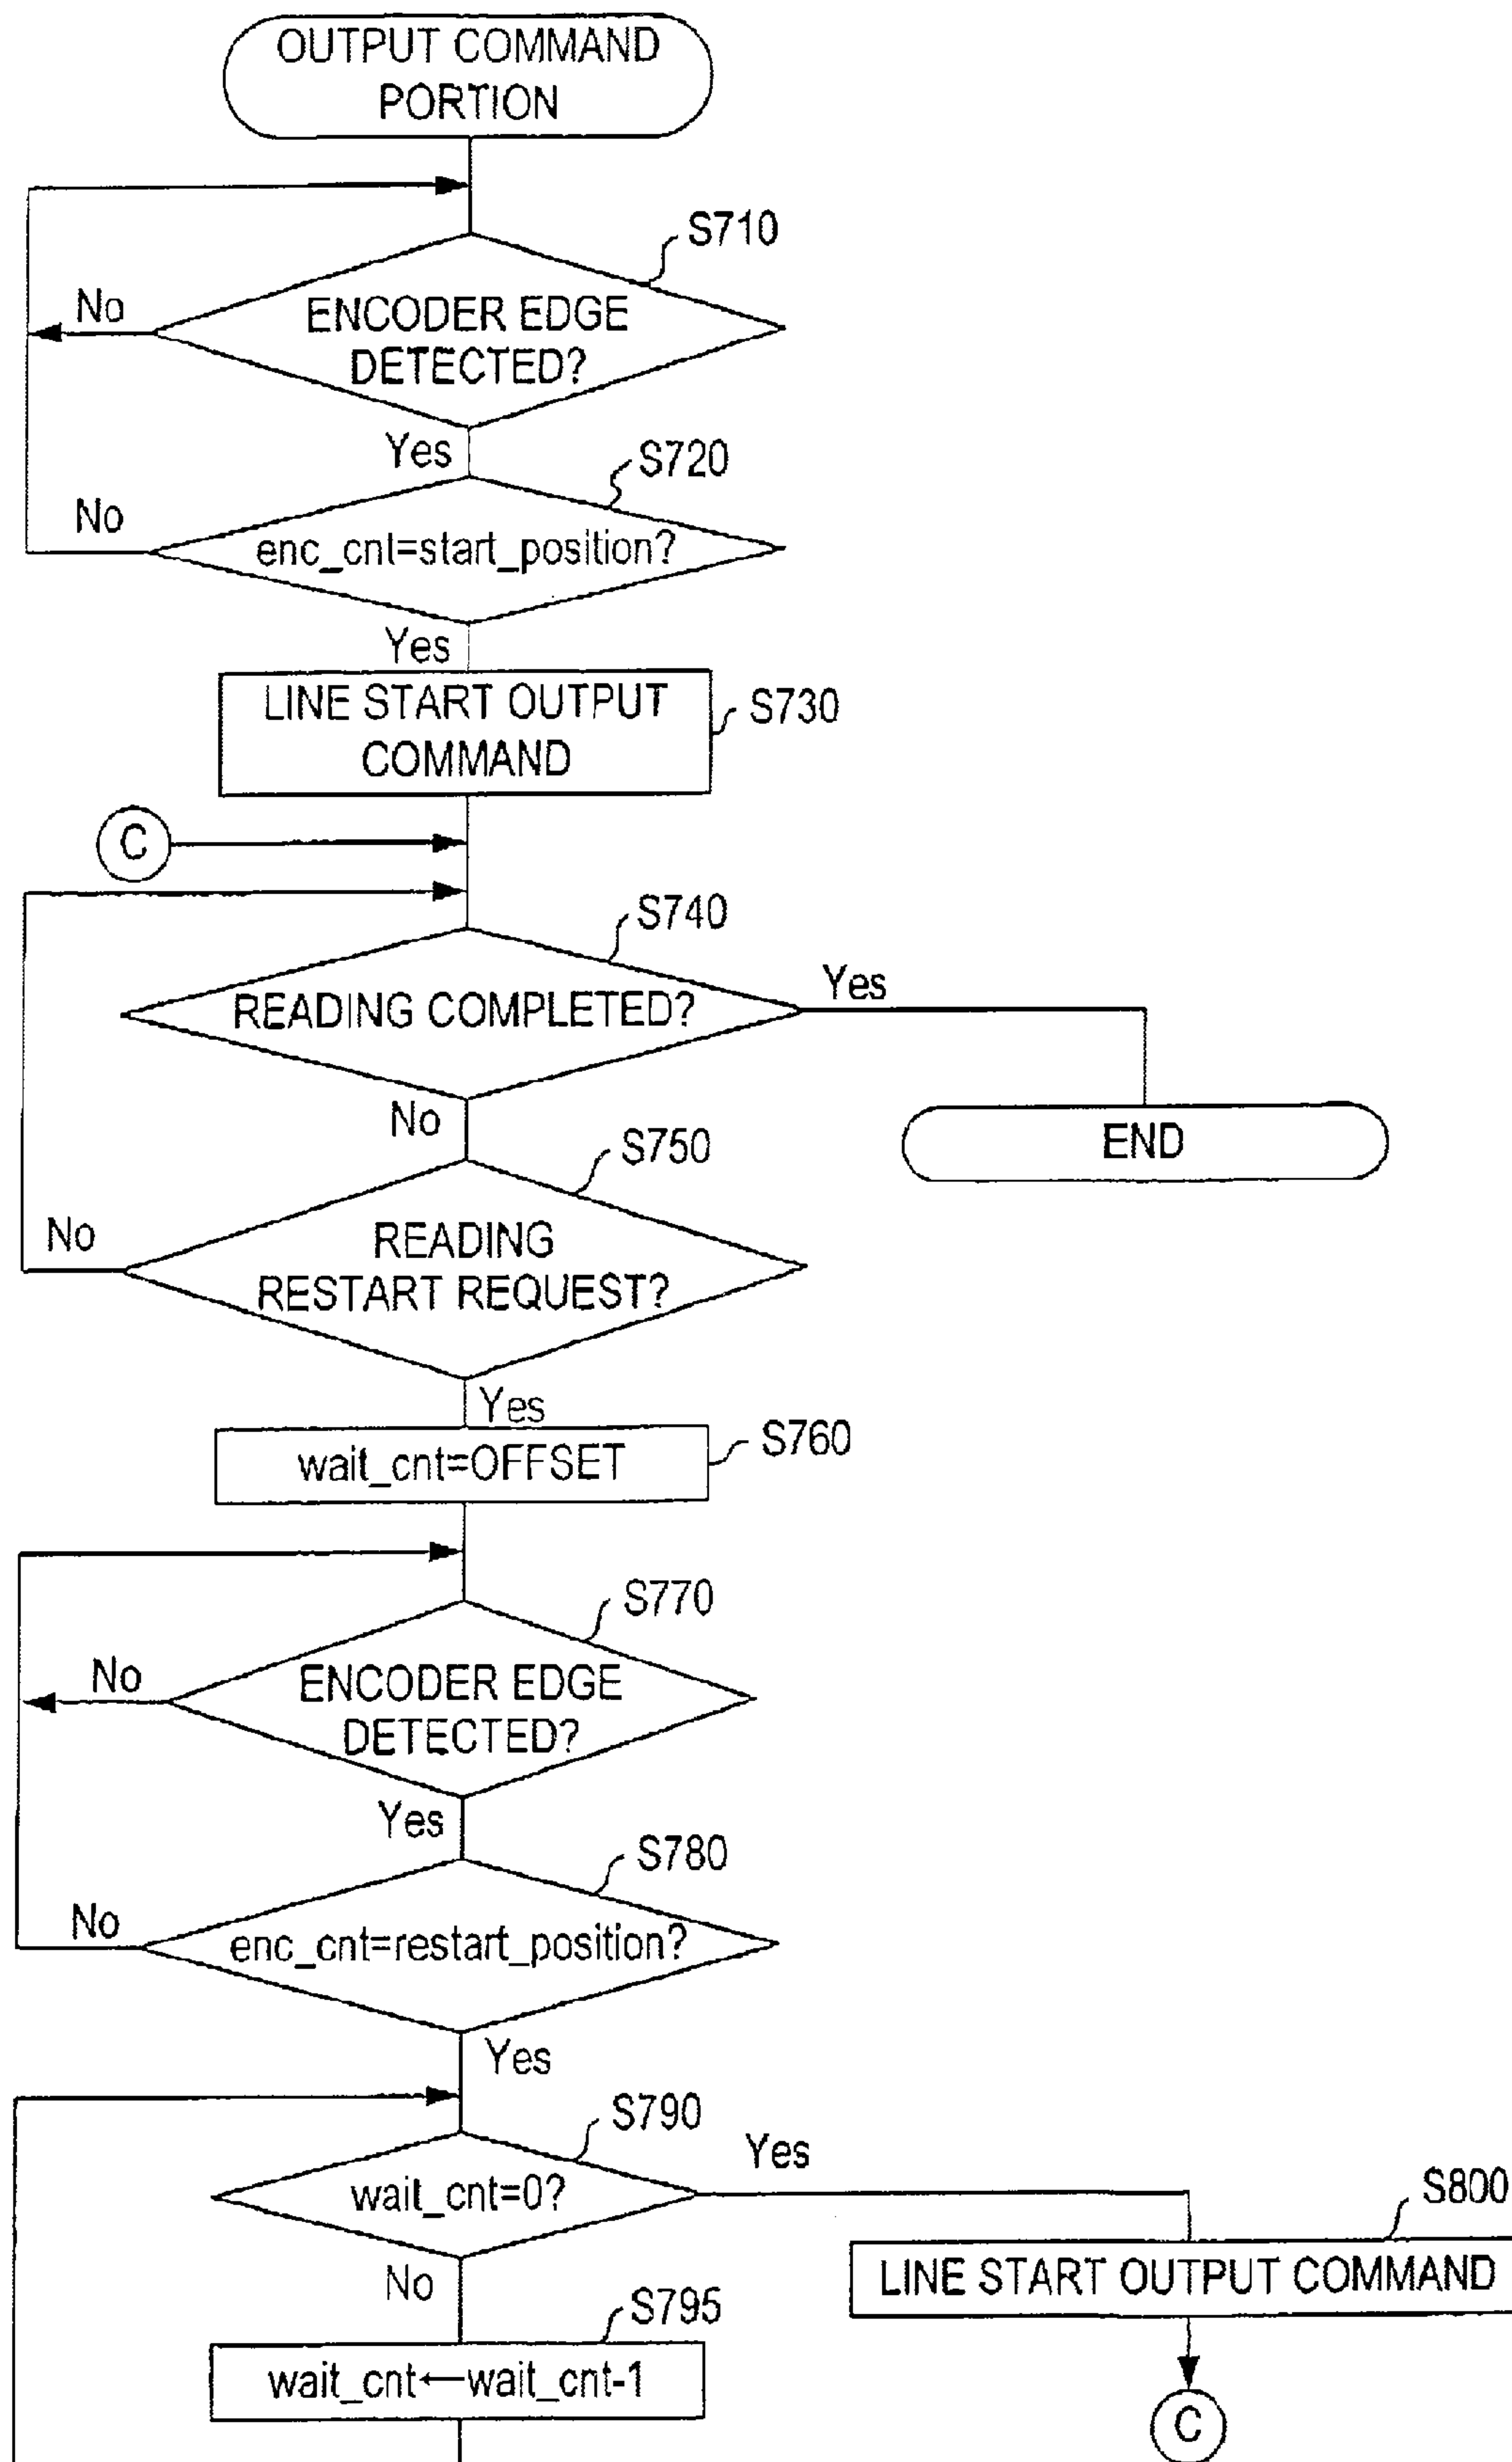 OUTPUT COMMAND
PORTION
S710
No
ENCODER EDGE
DETECTED?
Yes
S720
No
enc_cnt=start_position?
Yes
LINE START OUTPUT
COMMAND
S730
C
S740
READING COMPLETED?
Yes
No
END
S750
No
READING
RESTART REQUEST?
Yes
wait_cnt=OFFSET
S760
S770
No
ENCODER EDGE
DETECTED?
Yes
S780
No
enc_cnt=restart_position?
Yes
S790
Yes
wait_cnt=0?
S800
No
LINE START OUTPUT COMMAND
S795
wait_cnt←wait_cnt-1
C